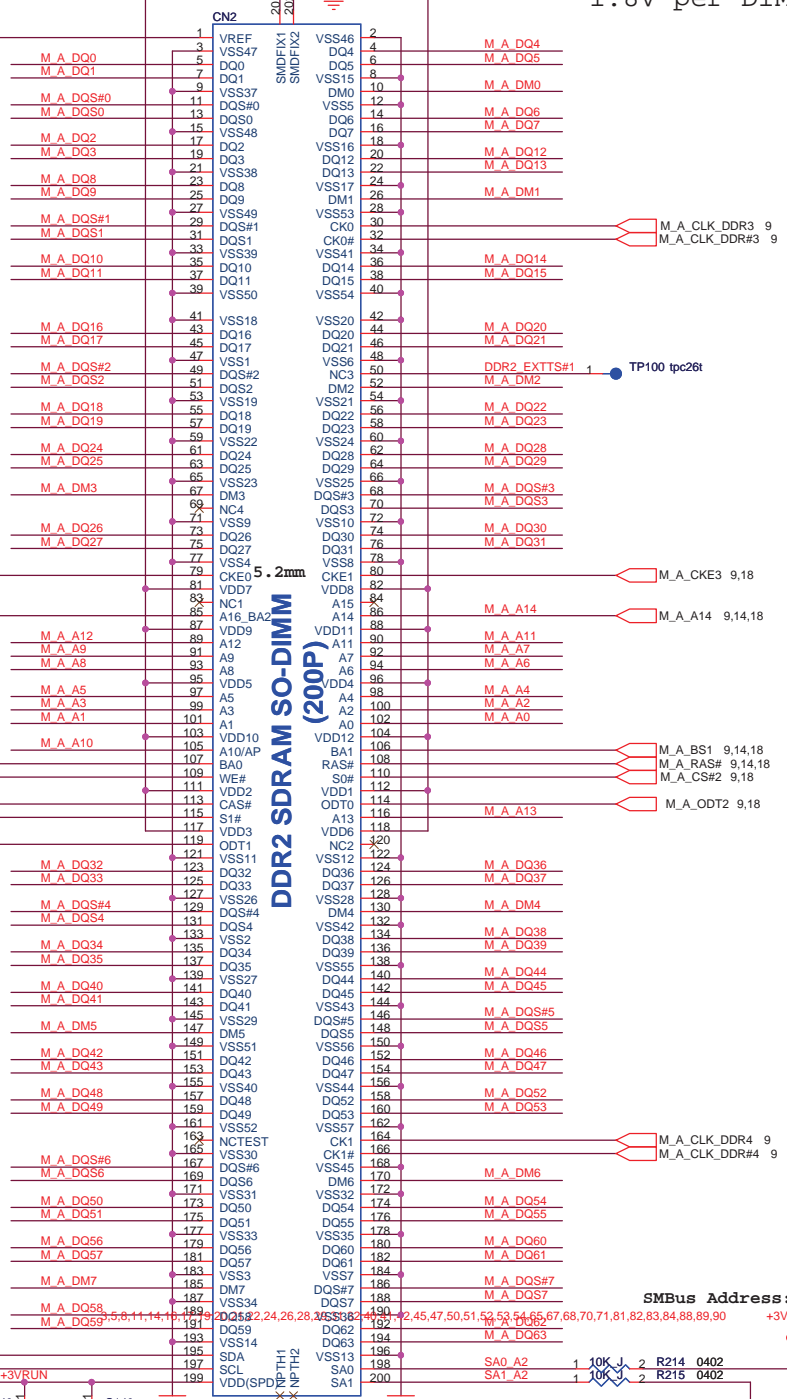 1.8V per DIM
CN2
20
20
SMDFIX1
SMDFIX2
1 VREF VSS46 2
3 VSS47 DQ4 4 M_A_DQ4
M_A_DQ0 5 DQ0 DQ5 6 M_A_DQ5
M_A_DQ1 7 DQ1 VSS15 8
9 VSS37 DM0 10 M_A_DM0
M_A_DQS#0 11 DQS#0 VSS5 12
M_A_DQS0 13 DQS0 DQ6 14 M_A_DQ6
15 VSS48 DQ7 16 M_A_DQ7
M_A_DQ2 17 DQ2 VSS16 18
M_A_DQ3 19 DQ3 DQ12 20 M_A_DQ12
21 VSS38 DQ13 22 M_A_DQ13
M_A_DQ8 23 DQ8 VSS17 24
M_A_DQ9 25 DQ9 DM1 26 M_A_DM1
27 VSS49 VSS53 28
M_A_DQS#1 29 DQS#1 CK0 30 M_A_CLK_DDR3 9
M_A_DQS1 31 DQS1 CK0# 32 M_A_CLK_DDR#3 9
33 VSS39 VSS41 34
M_A_DQ10 35 DQ10 DQ14 36 M_A_DQ14
M_A_DQ11 37 DQ11 DQ15 38 M_A_DQ15
39 VSS50 VSS54 40
41 VSS18 VSS20 42
M_A_DQ16 43 DQ16 DQ20 44 M_A_DQ20
M_A_DQ17 45 DQ17 DQ21 46 M_A_DQ21
47 VSS1 VSS6 48
M_A_DQS#2 49 DQS#2 NC3 50 DDR2_EXTTS#1 1 TP100 tpc26t
M_A_DQS2 51 DQS2 DM2 52 M_A_DM2
53 VSS19 VSS21 54
M_A_DQ18 55 DQ18 DQ22 56 M_A_DQ22
M_A_DQ19 57 DQ19 DQ23 58 M_A_DQ23
59 VSS22 VSS24 60
M_A_DQ24 61 DQ24 DQ28 62 M_A_DQ28
M_A_DQ25 63 DQ25 DQ29 64 M_A_DQ29
65 VSS23 VSS25 66
M_A_DM3 67 DM3 DQS#3 68 M_A_DQS#3
69 NC4 DQS3 70 M_A_DQS3
71 VSS9 VSS10 72
M_A_DQ26 73 DQ26 DQ30 74 M_A_DQ30
M_A_DQ27 75 DQ27 DQ31 76 M_A_DQ31
77 VSS4 VSS8 78
79 CKE0 5.2mm CKE1 80 M_A_CKE3 9,18
81 VDD7 VDD8 82
83 NC1 A15 84
85 A16_BA2 A14 86 M_A_A14 M_A_A14 9,14,18
87 VDD9 VDD11 88
M_A_A12 89 A12 A11 90 M_A_A11
M_A_A9 91 A9 A7 92 M_A_A7
M_A_A8 93 A8 A6 94 M_A_A6
95 VDD5 VDD4 96
M_A_A5 97 A5 A4 98 M_A_A4
M_A_A3 99 A3 A2 100 M_A_A2
M_A_A1 101 A1 A0 102 M_A_A0
103 VDD10 VDD12 104
M_A_A10 105 A10/AP BA1 106 M_A_BS1 9,14,18
107 BA0 RAS# 108 M_A_RAS# 9,14,18
109 WE# S0# 110 M_A_CS#2 9,18
111 VDD2 VDD1 112
113 CAS# ODT0 114 M_A_ODT2 9,18
115 S1# A13 116 M_A_A13
117 VDD3 VDD6 118
119 ODT1 NC2 120
DDR2 SDRAM SO-DIMM
(200P)
121 VSS11 VSS12 122
M_A_DQ32 123 DQ32 DQ36 124 M_A_DQ36
M_A_DQ33 125 DQ33 DQ37 126 M_A_DQ37
127 VSS26 VSS28 128
M_A_DQS#4 129 DQS#4 DM4 130 M_A_DM4
M_A_DQS4 131 DQS4 VSS42 132
133 VSS2 DQ38 134 M_A_DQ38
M_A_DQ34 135 DQ34 DQ39 136 M_A_DQ39
M_A_DQ35 137 DQ35 VSS55 138
139 VSS27 DQ44 140 M_A_DQ44
M_A_DQ40 141 DQ40 DQ45 142 M_A_DQ45
M_A_DQ41 143 DQ41 VSS43 144
145 VSS29 DQS#5 146 M_A_DQS#5
M_A_DM5 147 DM5 DQS5 148 M_A_DQS5
149 VSS51 VSS56 150
M_A_DQ42 151 DQ42 DQ46 152 M_A_DQ46
M_A_DQ43 153 DQ43 DQ47 154 M_A_DQ47
155 VSS40 VSS44 156
M_A_DQ48 157 DQ48 DQ52 158 M_A_DQ52
M_A_DQ49 159 DQ49 DQ53 160 M_A_DQ53
161 VSS52 VSS57 162
163 NCTEST CK1 164 M_A_CLK_DDR4 9
165 VSS30 CK1# 166 M_A_CLK_DDR#4 9
M_A_DQS#6 167 DQS#6 VSS45 168
M_A_DQS6 169 DQS6 DM6 170 M_A_DM6
171 VSS31 VSS32 172
M_A_DQ50 173 DQ50 DQ54 174 M_A_DQ54
M_A_DQ51 175 DQ51 DQ55 176 M_A_DQ55
177 VSS33 VSS35 178
M_A_DQ56 179 DQ56 DQ60 180 M_A_DQ60
M_A_DQ57 181 DQ57 DQ61 182 M_A_DQ61
183 VSS3 VSS7 184
M_A_DM7 185 DM7 DQS#7 186 M_A_DQS#7
187 VSS34 DQS7 188 M_A_DQS7
SMBus Address:
M_A_DQ58 189 DQ58 VSS36 190
+3V
M_A_DQ59 191 DQ59 DQ62 192 M_A_DQ62
193 VSS14 DQ63 194 M_A_DQ63
195 SDA VSS13 196
197 SCL SA0 198 SA0_A2 1 10K_J 2 R214 0402
+3VRUN 199 VDD(SPD) SA1 200 SA1_A2 1 10K_J 2 R215 0402
NPTH1
NPTH2